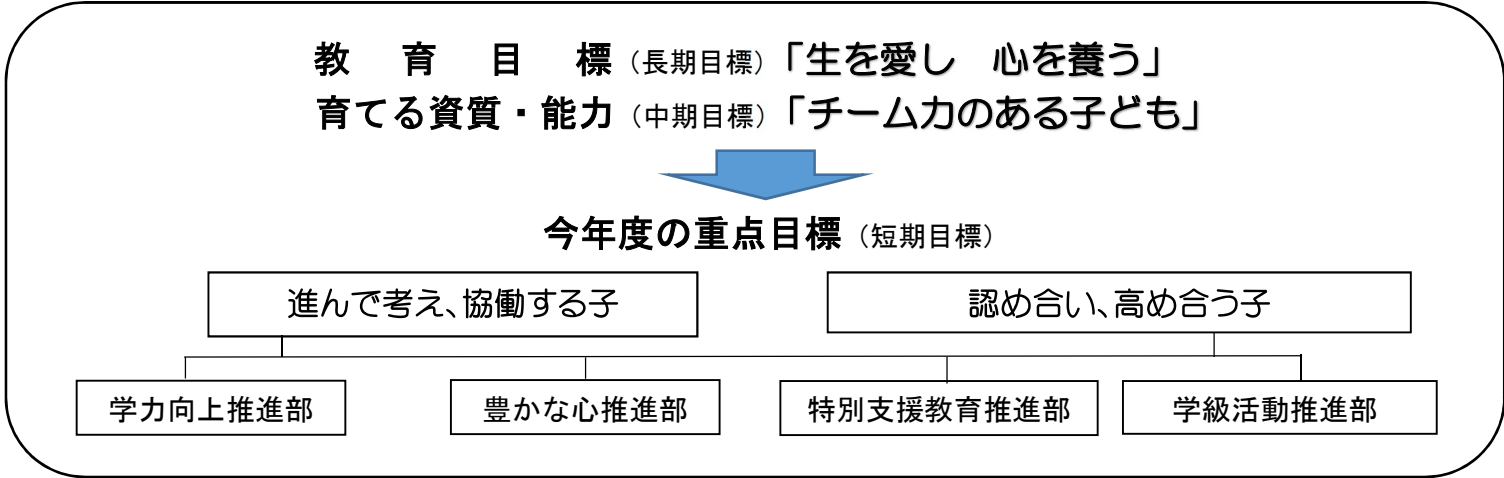 教　育　目　標（長期目標）「生を愛し　心を養う」
育てる資質・能力（中期目標）「チーム力のある子ども」
今年度の重点目標（短期目標）
進んで考え、協働する子
認め合い、高め合う子
学力向上推進部
豊かな心推進部
特別支援教育推進部
学級活動推進部